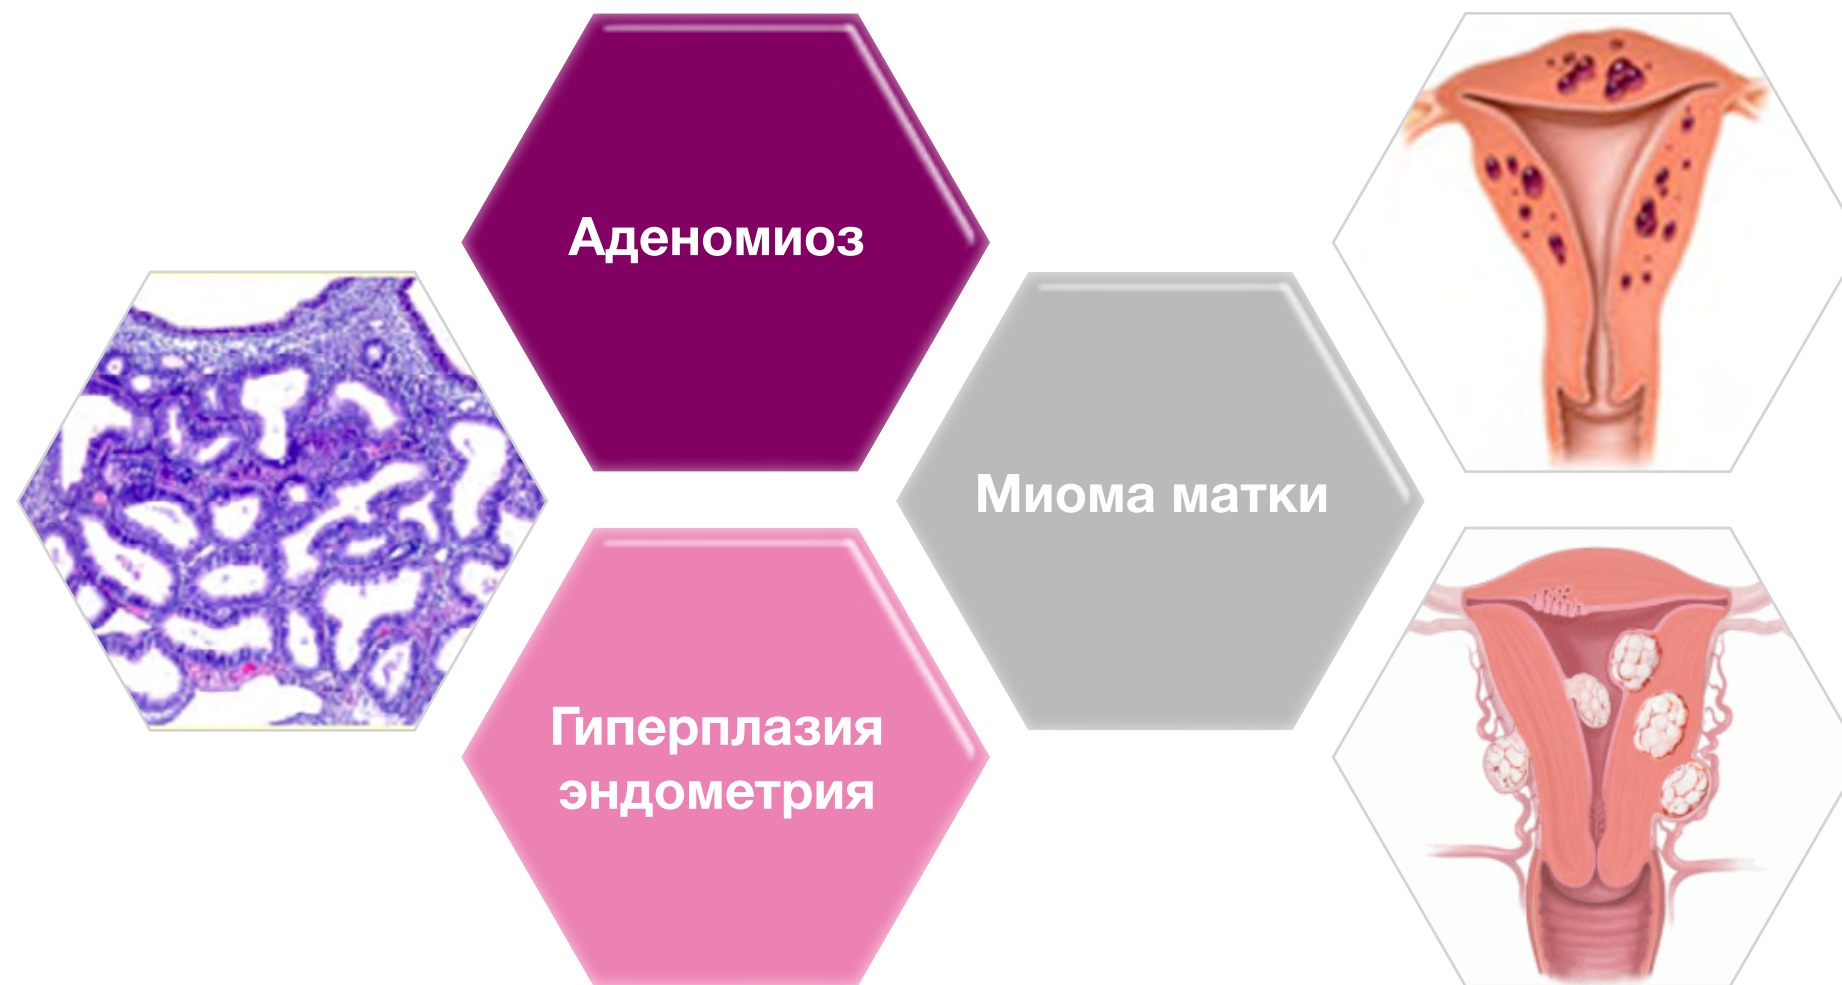 Аденомиоз
Миома матки
Гиперплазия
эндометрия